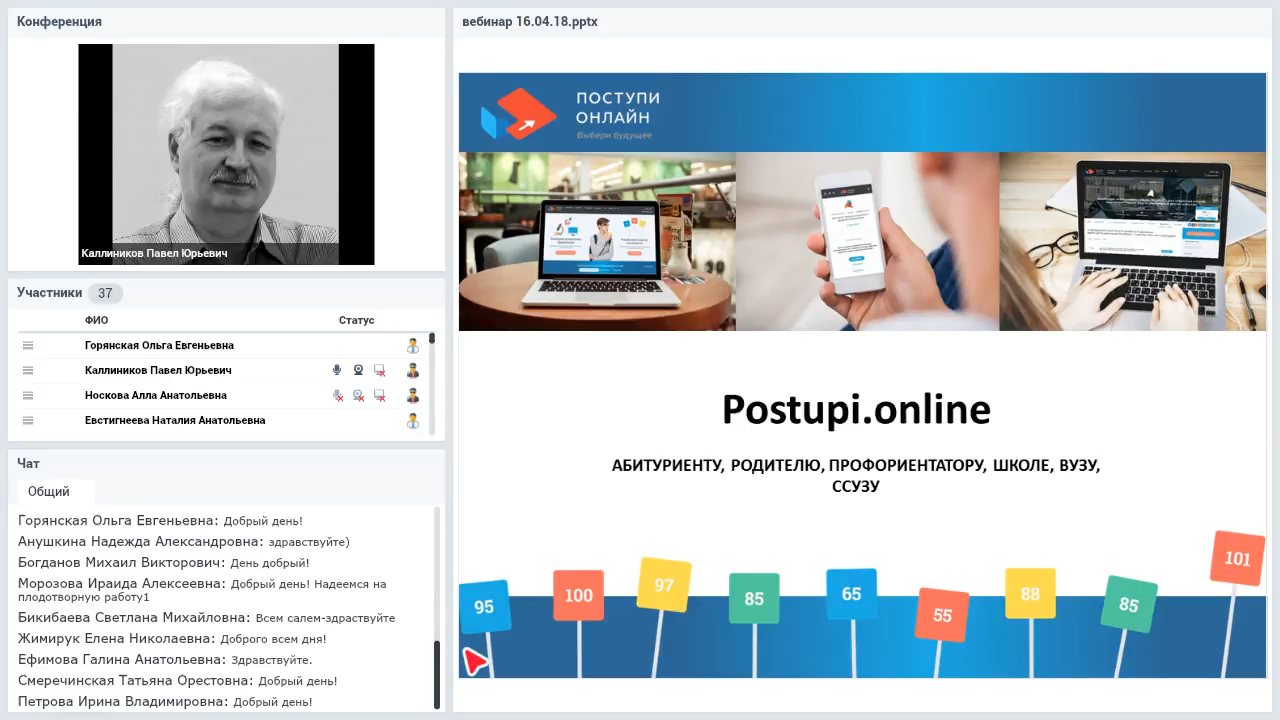 Конференция
Каллиников Павел Юрьевич
Участники 37
ФИО Статус
Горянская Ольга Евгеньевна
Каллиников Павел Юрьевич
Носкова Алла Анатольевна
Евстигнеева Наталия Анатольевна
Чат
Общий
Горянская Ольга Евгеньевна: Добрый день!
Анушкина Надежда Александровна: здравствуйте)
Богданов Михаил Викторович: День добрый!
Морозова Ираида Алексеевна: Добрый день! Надеемся на
плодотворную работу1
Бикибаева Светлана Михайловна: Всем салем-здраствуйте
Жимирук Елена Николаевна: Доброго всем дня!
Ефимова Галина Анатольевна: Здравствуйте.
Смеречинская Татьяна Орестовна: Добрый день!
Петрова Ирина Владимировна: Добрый день!
вебинар 16.04.18.pptx
ПОСТУПИ
ОНЛАЙН
Выбери будущее
Postupi.online
АБИТУРИЕНТУ, РОДИТЕЛЮ, ПРОФОРИЕНТАТОРУ, ШКОЛЕ, ВУЗУ,
ССУЗУ
95 100 97 85 65 55 88 85 101